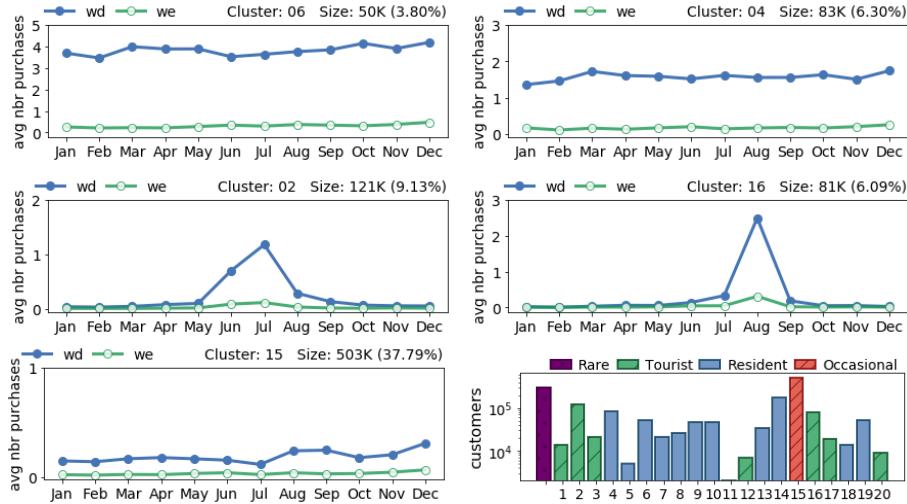 wd we Cluster: 06 Size: 50K (3.80%)
avg nbr purchases
5
4
3
2
1
0
Jan Feb Mar Apr May Jun Jul Aug Sep Oct Nov Dec
wd we Cluster: 04 Size: 83K (6.30%)
avg nbr purchases
3
2
1
0
Jan Feb Mar Apr May Jun Jul Aug Sep Oct Nov Dec
wd we Cluster: 02 Size: 121K (9.13%)
avg nbr purchases
2
1
0
Jan Feb Mar Apr May Jun Jul Aug Sep Oct Nov Dec
wd we Cluster: 16 Size: 81K (6.09%)
avg nbr purchases
3
2
1
0
Jan Feb Mar Apr May Jun Jul Aug Sep Oct Nov Dec
wd we Cluster: 15 Size: 503K (37.79%)
avg nbr purchases
1
0
Jan Feb Mar Apr May Jun Jul Aug Sep Oct Nov Dec
Rare Tourist Resident Occasional
customers
10⁵
10⁴
1 2 3 4 5 6 7 8 9 10 11 12 13 14 15 16 17 18 19 20